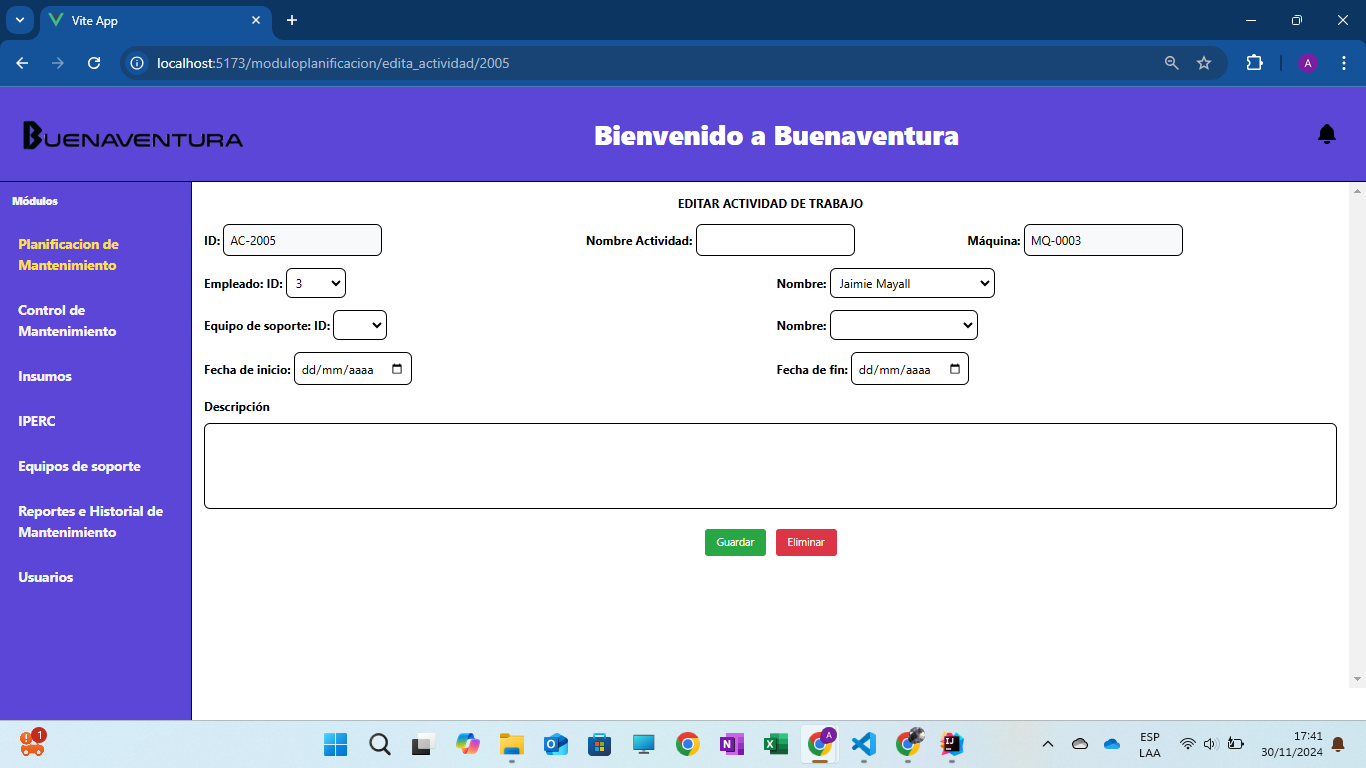 Vite App
localhost:5173/moduloplanificacion/edita_actividad/2005
A
BUENAVENTURA
Bienvenido a Buenaventura
Módulos
Planificacion de
Mantenimiento
Control de
Mantenimiento
Insumos
IPERC
Equipos de soporte
Reportes e Historial de
Mantenimiento
Usuarios
EDITAR ACTIVIDAD DE TRABAJO
ID: AC-2005 Nombre Actividad: Máquina: MQ-0003
Empleado: ID: 3 Nombre: Jaimie Mayall
Equipo de soporte: ID: Nombre:
Fecha de inicio: dd/mm/aaaa Fecha de fin: dd/mm/aaaa
Descripción
Guardar Eliminar
1
A
ESP
LAA
17:41
30/11/2024